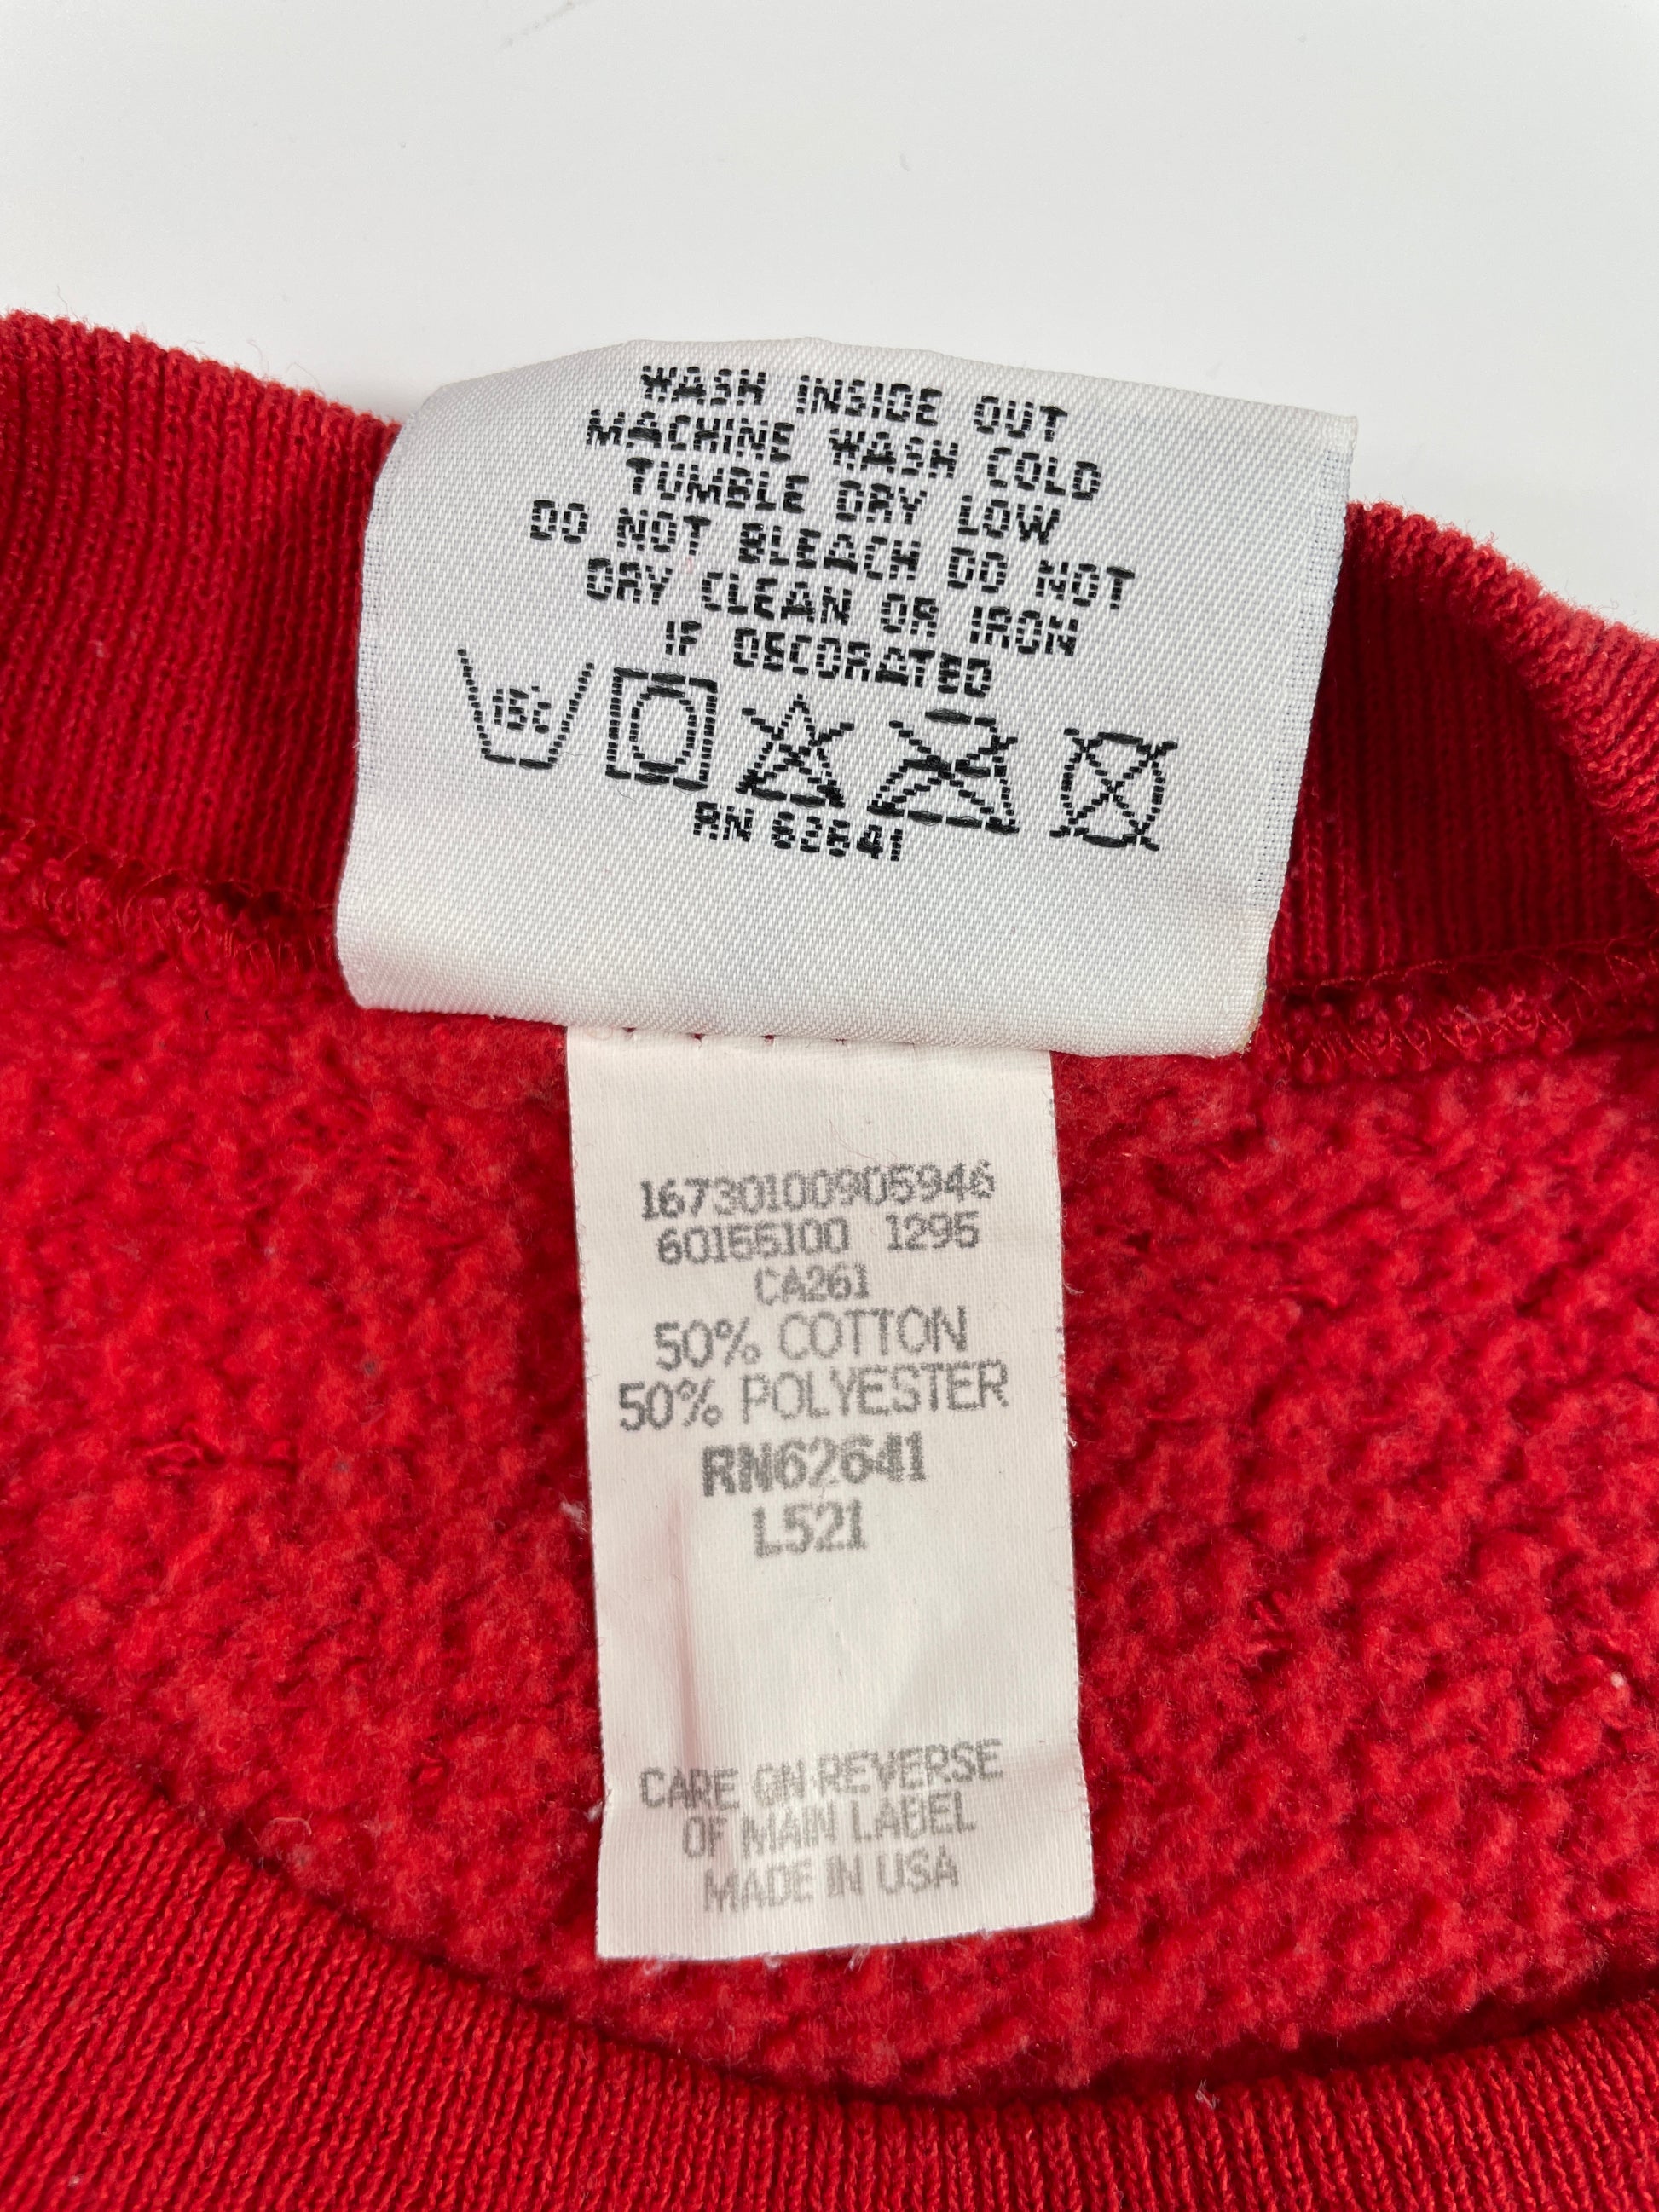 WASH INSIDE OUT
MACHINE WASH COLD
TUMBLE DRY LOW
DO NOT BLEACH DO NOT
DRY CLEAN OR IRON
IF DECORATED
15C
RN 62641
16730100905946
60155100 1295
CA261
50% COTTON
50% POLYESTER
RN62641
L521
CARE ON REVERSE
OF MAIN LABEL
MADE IN USA